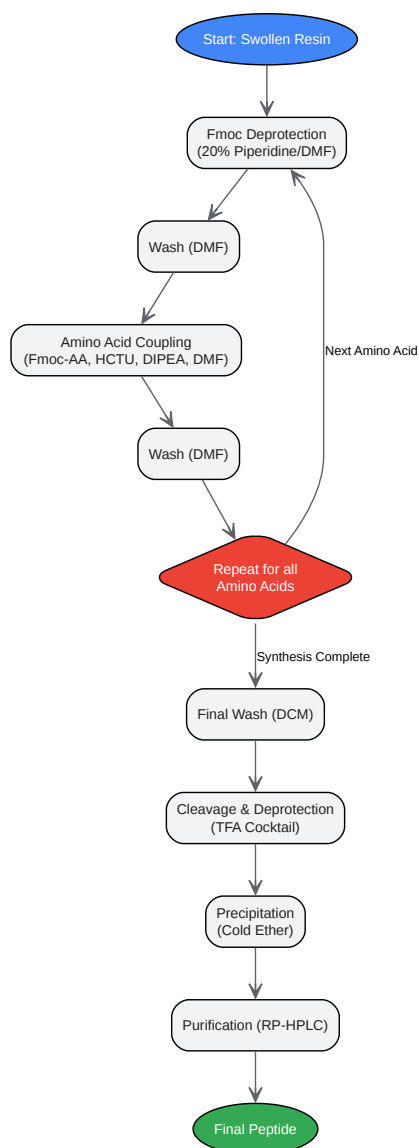 Start: Swollen Resin
Fmoc Deprotection
(20% Piperidine/DMF)
Wash (DMF)
Amino Acid Coupling
(Fmoc-AA, HCTU, DIPEA, DMF)
Next Amino Acid
Wash (DMF)
Repeat for all
Amino Acids
Synthesis Complete
Final Wash (DCM)
Cleavage & Deprotection
(TFA Cocktail)
Precipitation
(Cold Ether)
Purification (RP-HPLC)
Final Peptide